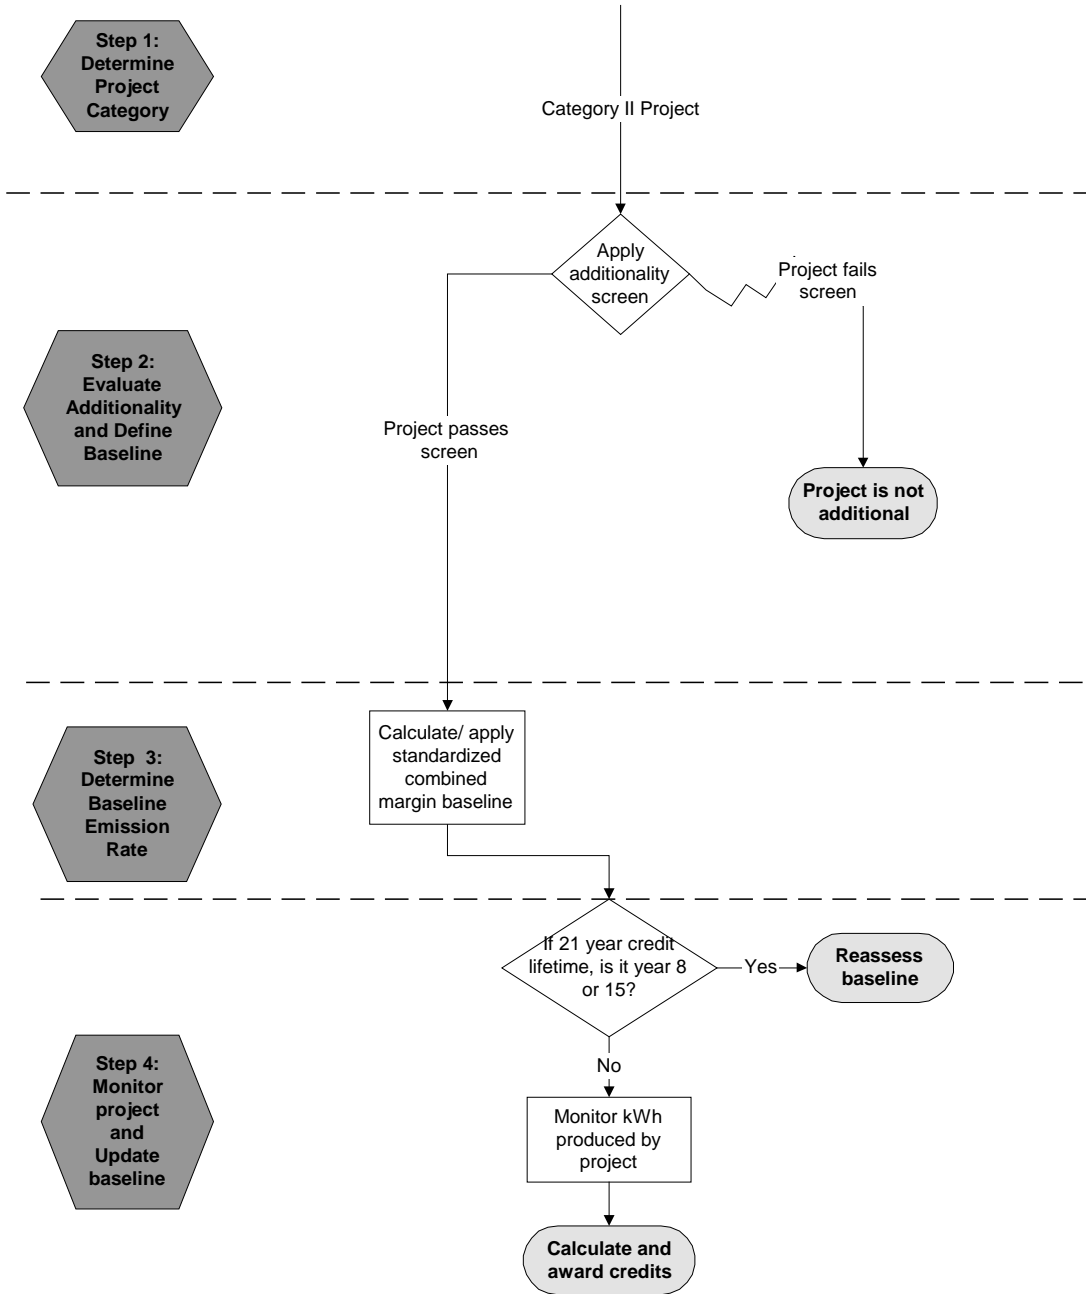 Step 1:
Determine
Project
Category
Category II Project
Apply
additionality
screen
Project fails
screen
Step 2:
Evaluate
Additionality
and Define
Baseline
Project passes
screen
Project is not
additional
Step 3:
Determine
Baseline
Emission
Rate
Calculate/ apply
standardized
combined
margin baseline
If 21 year credit
lifetime, is it year 8
or 15?
Yes
Reassess
baseline
No
Step 4:
Monitor
project
and
Update
baseline
Monitor kWh
produced by
project
Calculate and
award credits